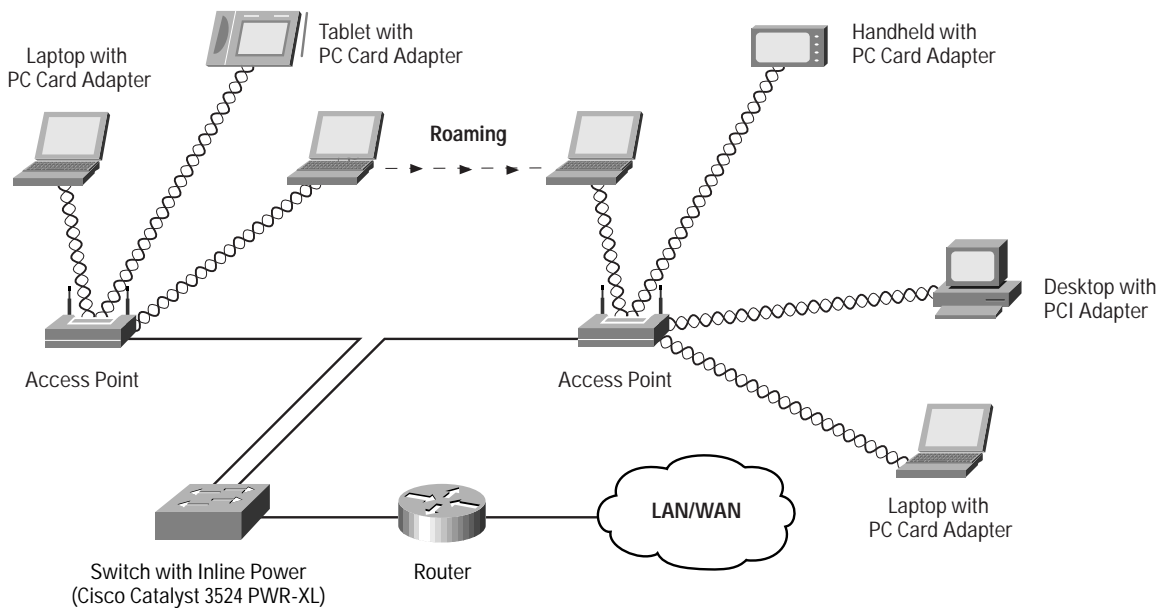 Laptop with
PC Card Adapter
Tablet with
PC Card Adapter
Handheld with
PC Card Adapter
Roaming
Desktop with
PCI Adapter
Access Point
Access Point
LAN/WAN
Laptop with
PC Card Adapter
Switch with Inline Power
(Cisco Catalyst 3524 PWR-XL)
Router